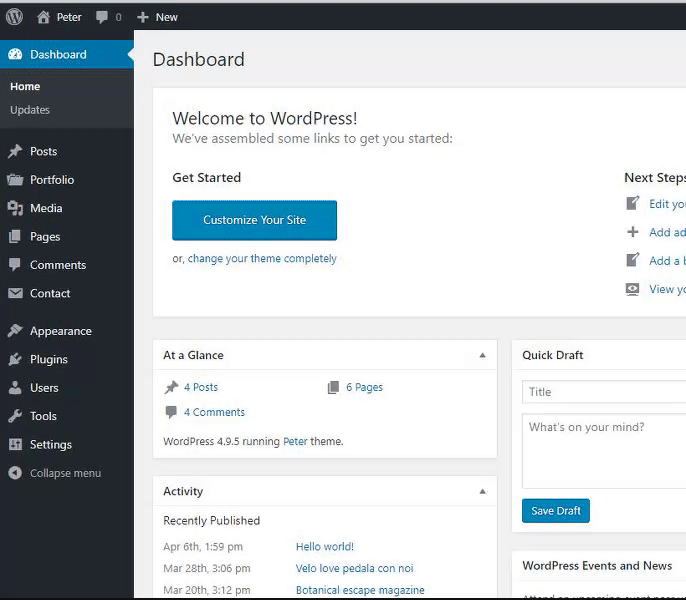 Peter 0 New
Dashboard
Home
Updates
Posts
Portfolio
Media
Pages
Comments
Contact
Appearance
Plugins
Users
Tools
Settings
Collapse menu
Dashboard
Welcome to WordPress!
We've assembled some links to get you started:
Get Started
Customize Your Site
or, change your theme completely
Next Steps
Edit yo
Add ad
Add a b
View yo
At a Glance
4 Posts 6 Pages
4 Comments
WordPress 4.9.5 running Peter theme.
Activity
Recently Published
Apr 6th, 1:59 pm Hello world!
Mar 28th, 3:06 pm Velo love pedala con noi
Mar 20th, 3:12 pm Botanical escape magazine
Quick Draft
Title
What's on your mind?
Save Draft
WordPress Events and News